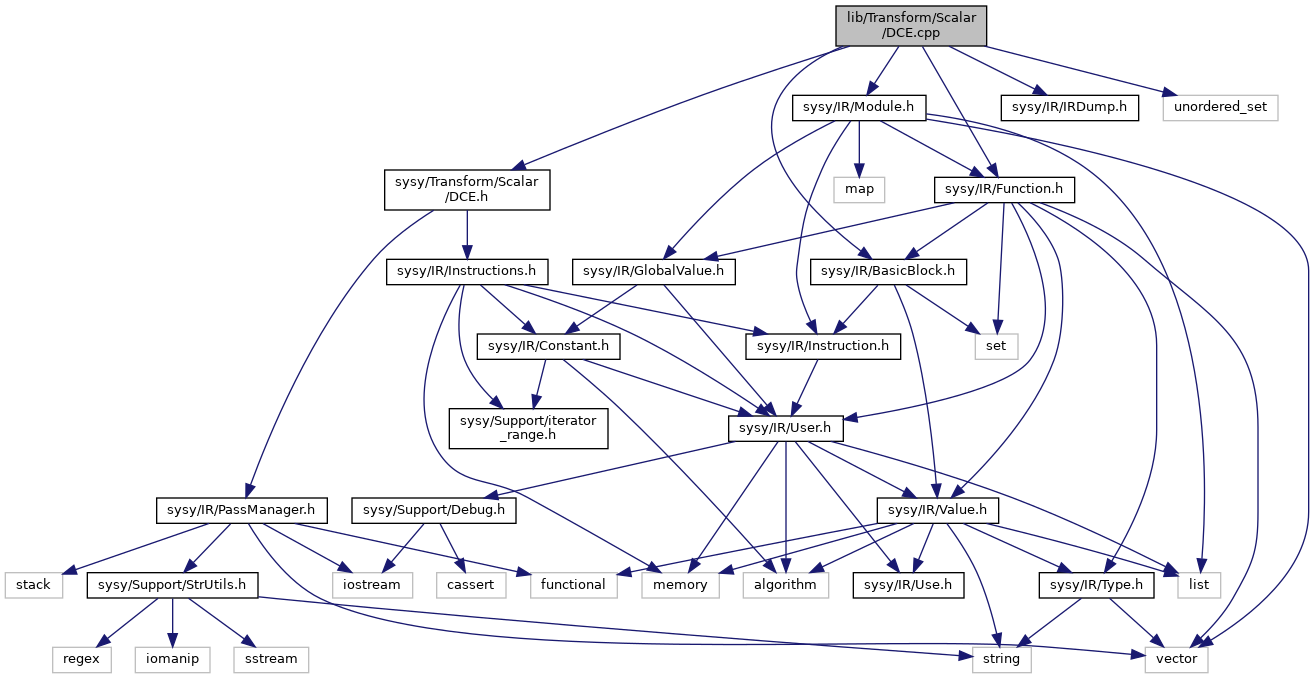 lib/Transform/Scalar
/DCE.cpp
sysy/IR/Module.h
sysy/IR/IRDump.h
unordered_set
sysy/Transform/Scalar
/DCE.h
map
sysy/IR/Function.h
sysy/IR/Instructions.h
sysy/IR/GlobalValue.h
sysy/IR/BasicBlock.h
sysy/IR/Constant.h
sysy/IR/Instruction.h
set
sysy/Support/iterator
_range.h
sysy/IR/User.h
sysy/IR/PassManager.h
sysy/Support/Debug.h
sysy/IR/Value.h
stack
sysy/Support/StrUtils.h
iostream
cassert
functional
memory
algorithm
sysy/IR/Use.h
sysy/IR/Type.h
list
regex
iomanip
sstream
string
vector